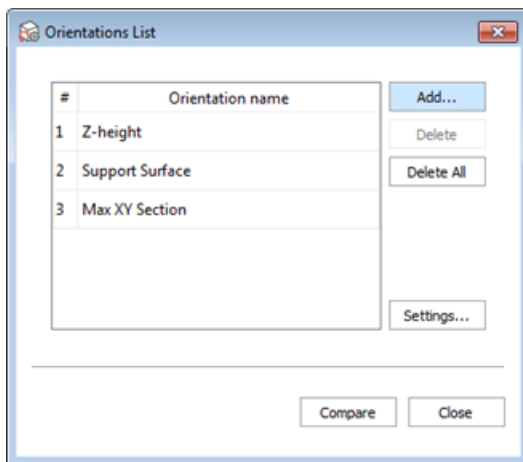 Orientations List
# Orientation name
1 Z-height
2 Support Surface
3 Max XY Section
Add...
Delete
Delete All
Settings...
Compare Close